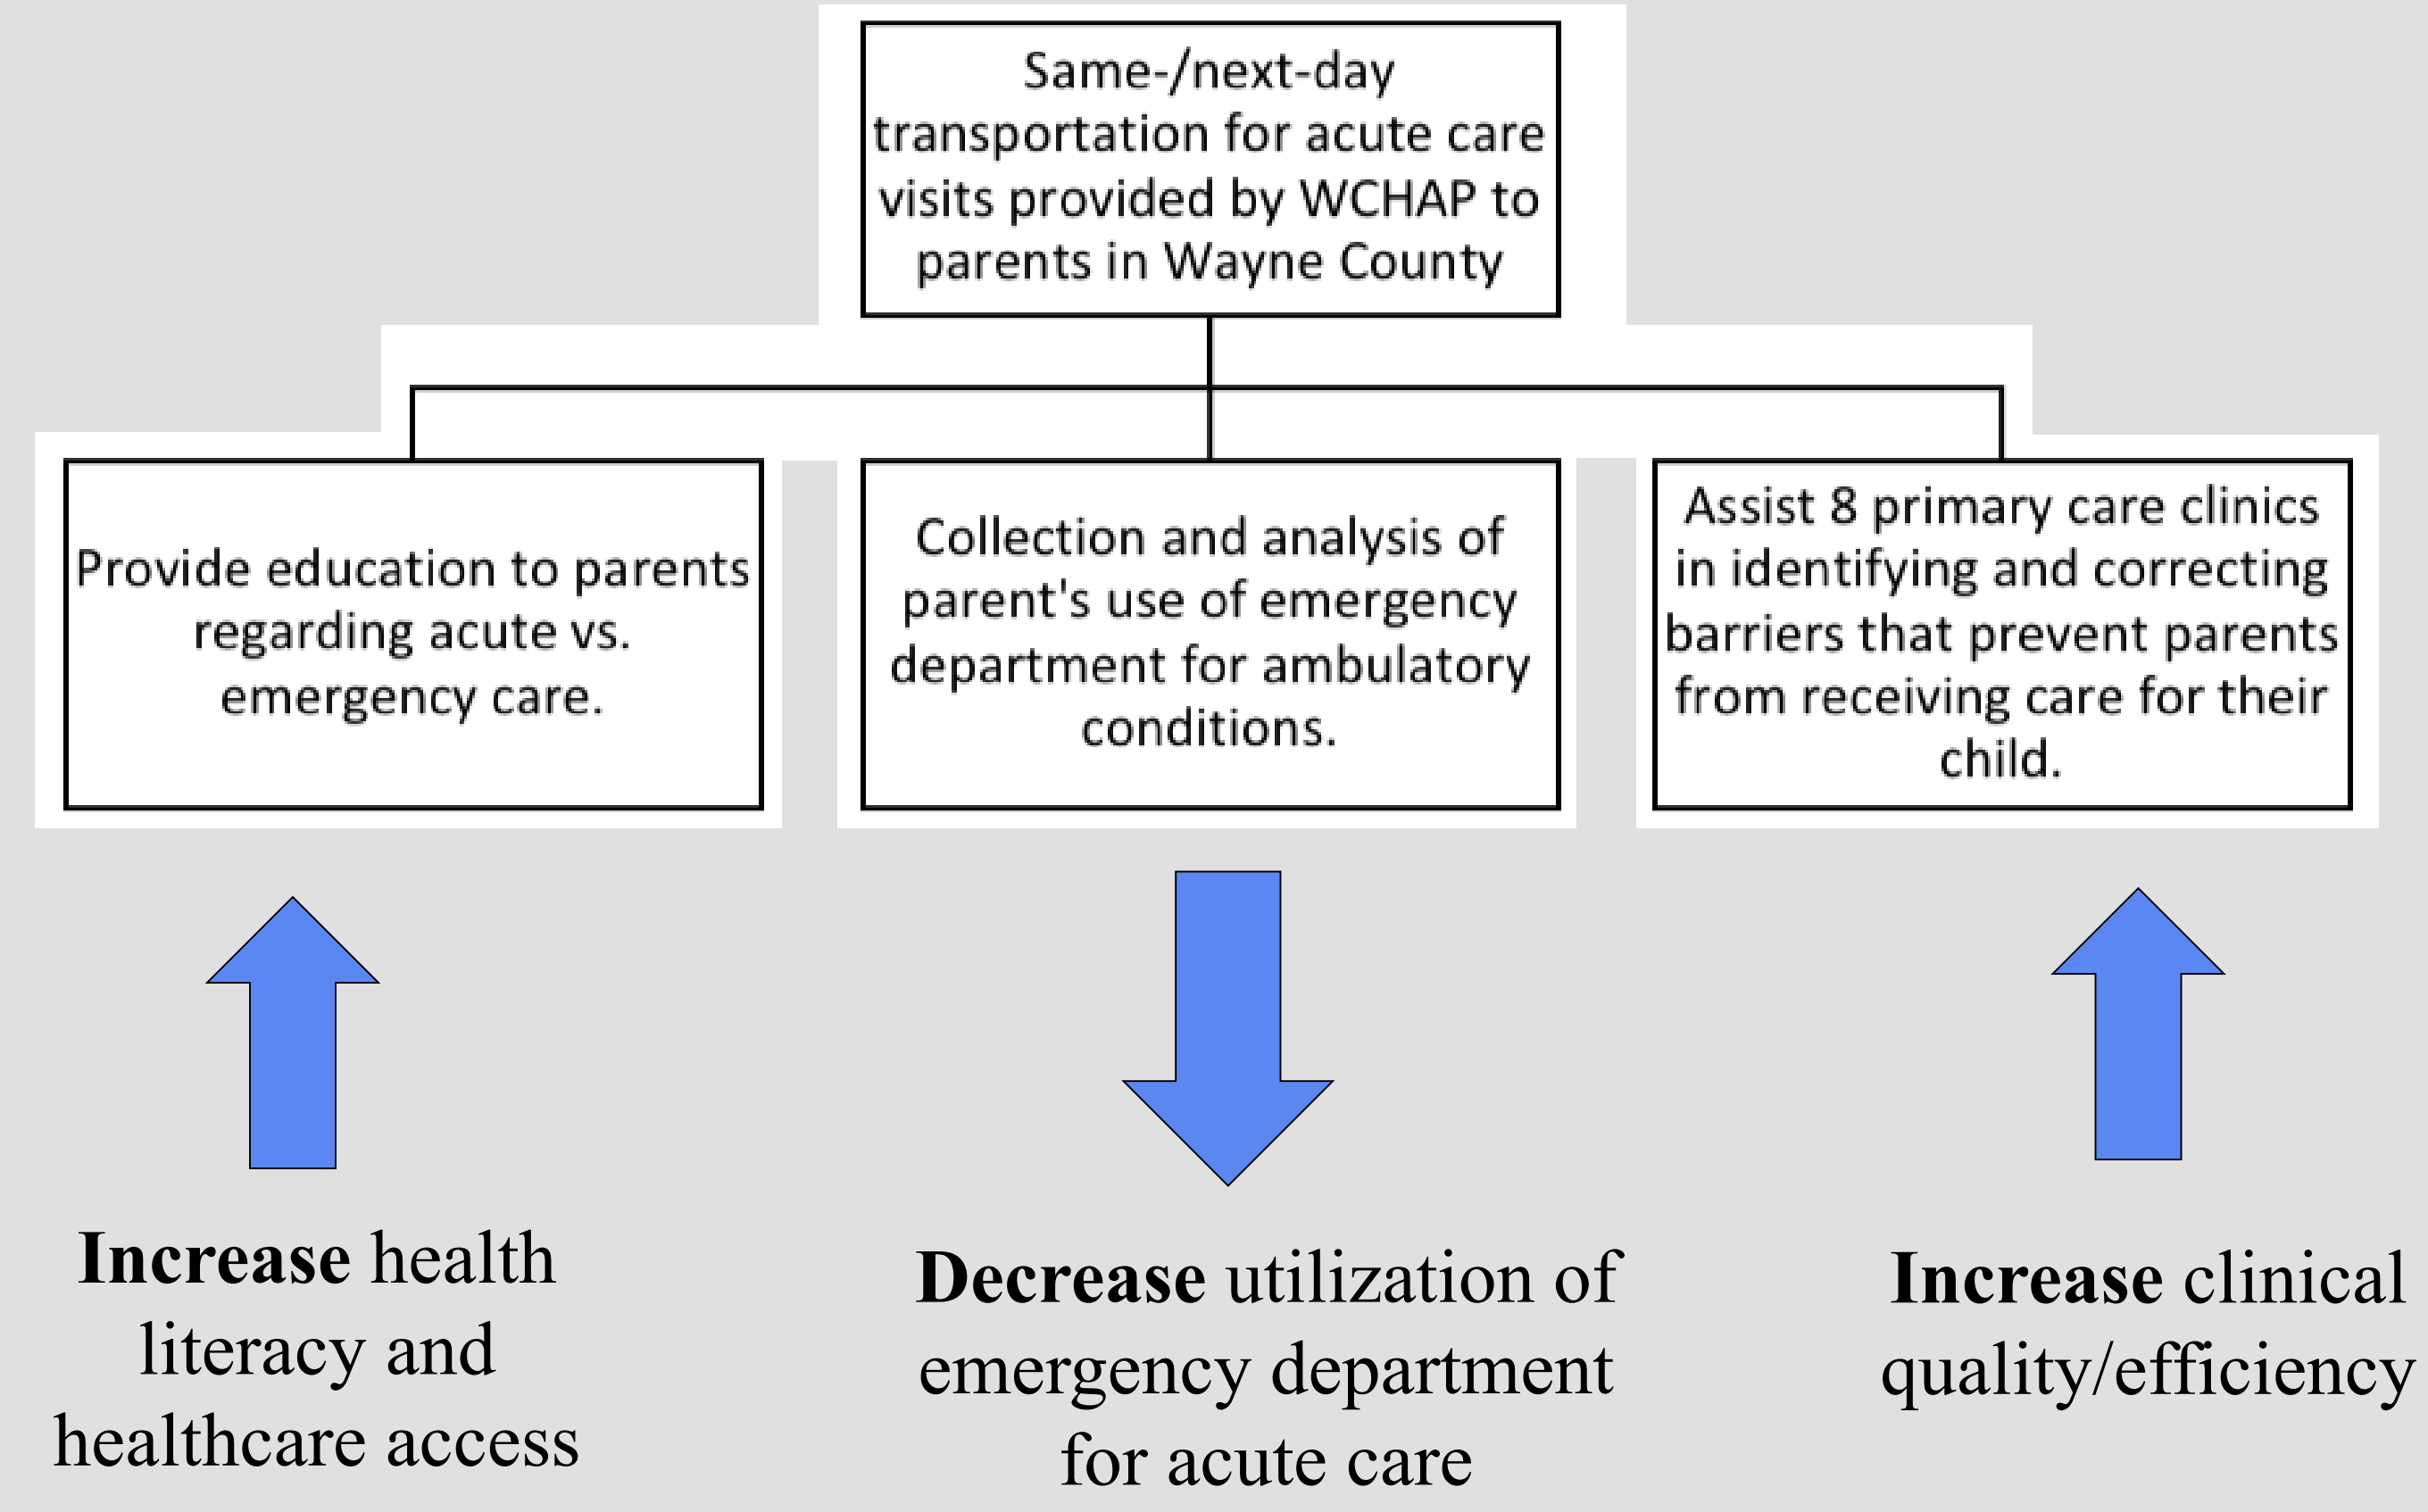 Same-/next-day
transportation for acute care
visits provided by WCHAP to
parents in Wayne County
Provide education to parents
regarding acute vs.
emergency care.
Collection and analysis of
parent's use of emergency
department for ambulatory
conditions.
Assist 8 primary care clinics
in identifying and correcting
barriers that prevent parents
from receiving care for their
child.
Increase health
literacy and
healthcare access
Decrease utilization of
emergency department
for acute care
Increase clinical
quality/efficiency